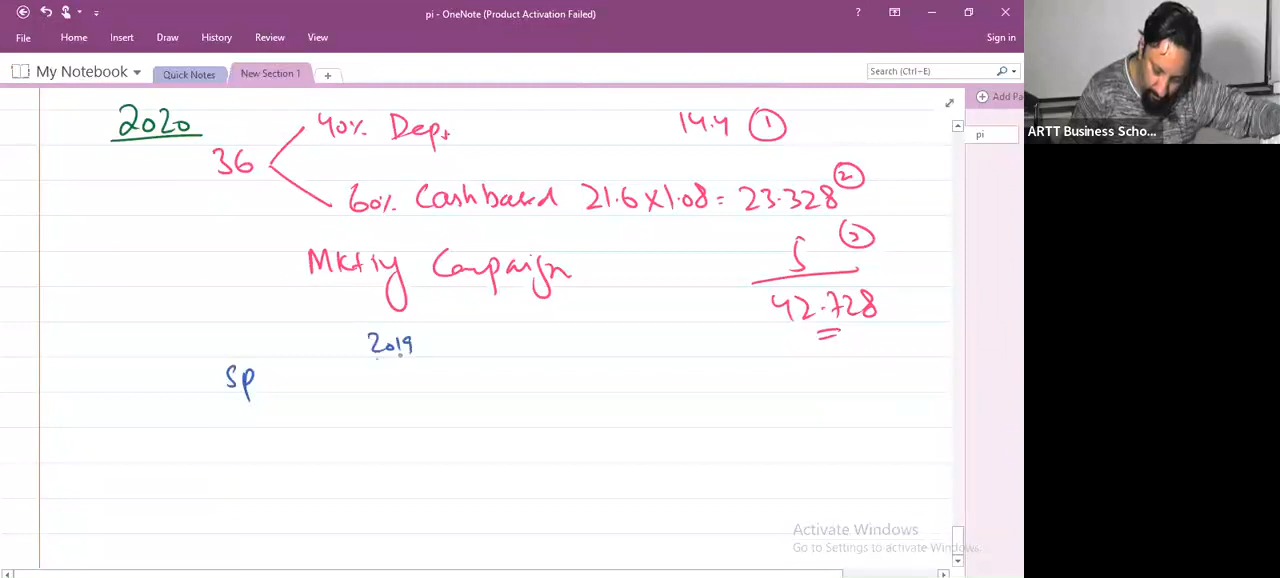 pi - OneNote (Product Activation Failed)
File Home Insert Draw History Review View Sign in
My Notebook Quick Notes New Section 1 Search (Ctrl+E)
Add Pa
pi
ARTT Business Scho...
2020
36
40% Dep 14.4 1
60% Cash based 21.6 x 1.08 = 23.328 2
Campaign 5
42.728
2019
SP
Activate Windows
Go to Settings to activate Windows.